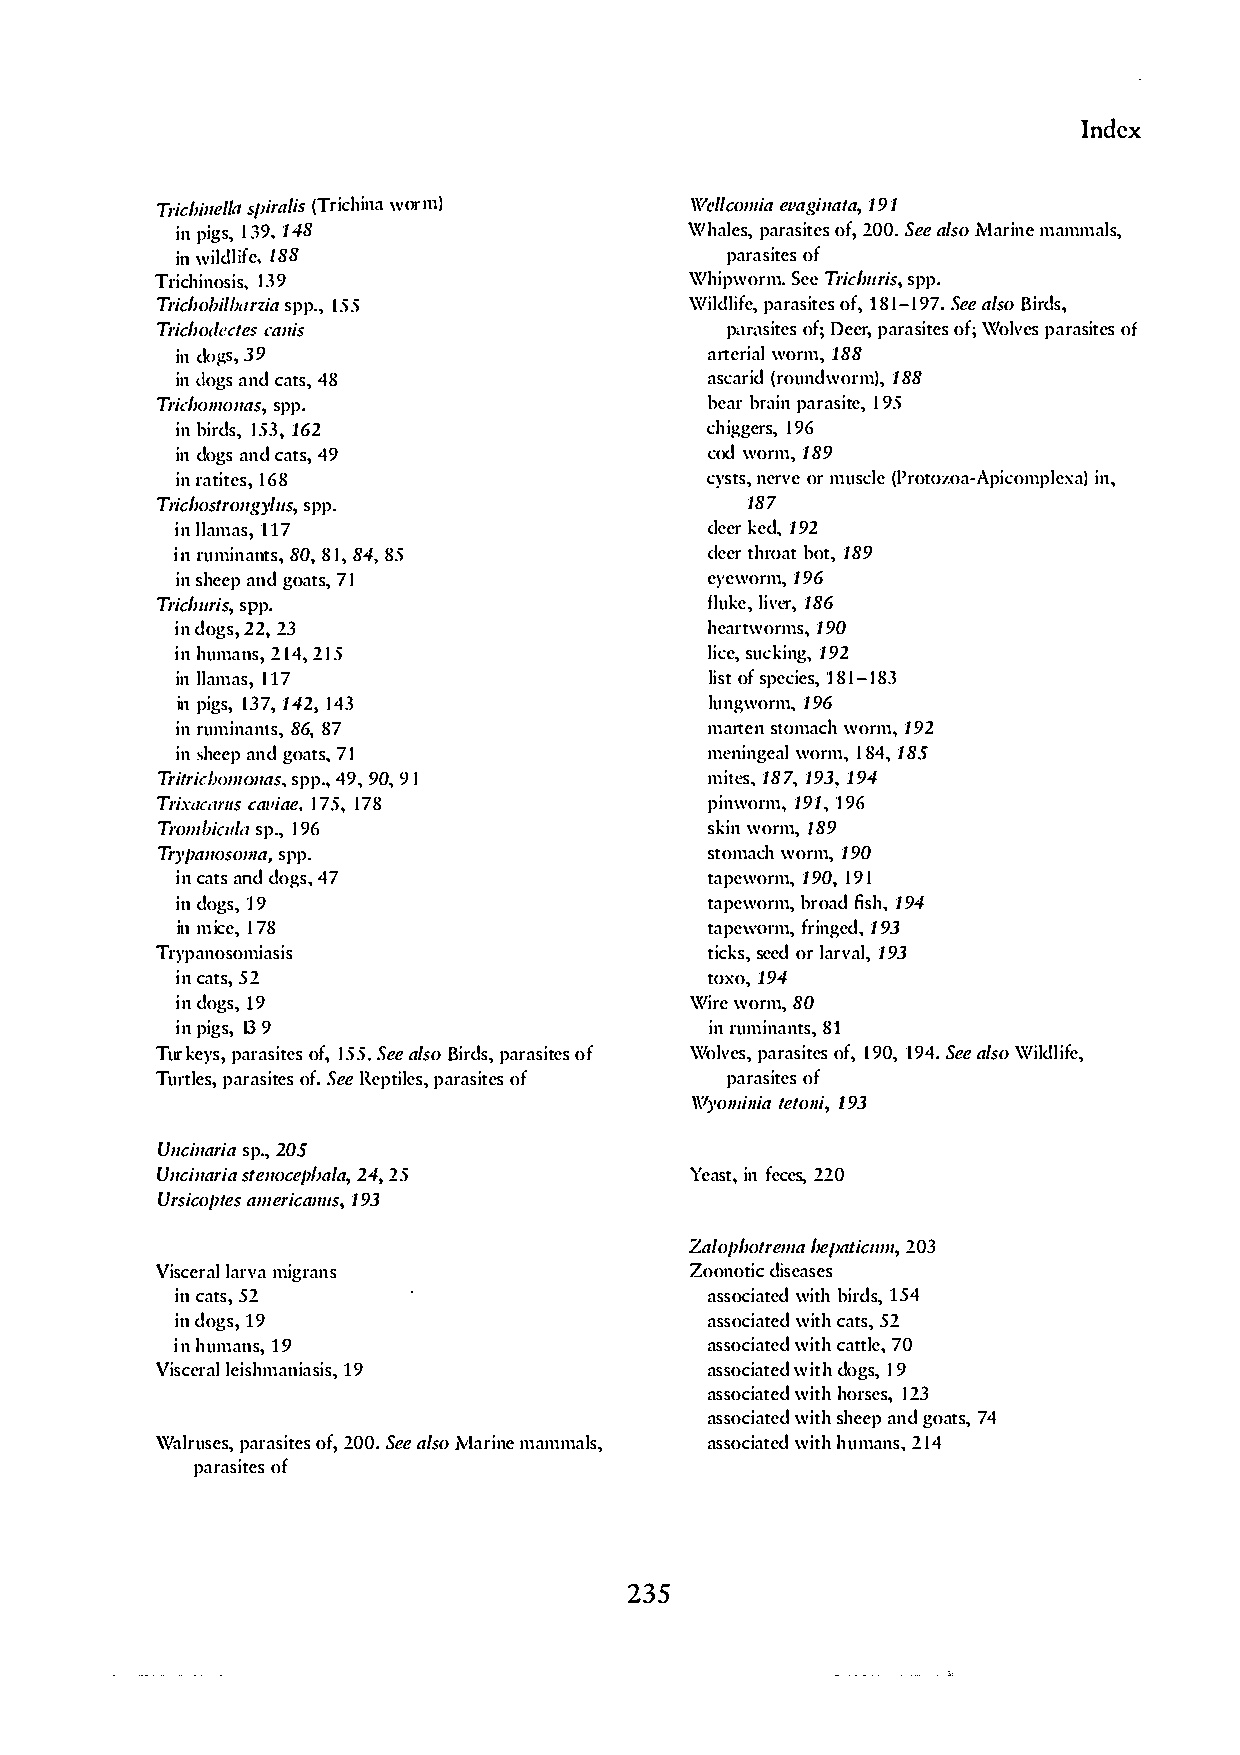 Index
Trichinella spiralis (Trichina worm)
in pigs, 139, 148
in wildlife, 188
Trichinosis, 139
Trichobilharzia spp., 155
Trichodectes canis
in dogs, 39
in dogs and cats, 48
Trichomonas, spp.
in birds, 153, 162
in dogs and cats, 49
in ratites, 168
Trichostrongylus, spp.
in llamas, 117
in ruminants, 80, 81, 84, 85
in sheep and goats, 71
Trichuris, spp.
in dogs, 22, 23
in humans, 214, 215
in llamas, 117
in pigs, 137, 142, 143
in ruminants, 86, 87
in sheep and goats, 71
Tritrichomonas, spp., 49, 90, 91
Trixacarus caviae, 175, 178
Trombicula sp., 196
Trypanosoma, spp.
in cats and dogs, 47
in dogs, 19
in mice, 178
Trypanosomiasis
in cats, 52
in dogs, 19
in pigs, 139
Turkeys, parasites of, 155. See also Birds, parasites of
Turtles, parasites of. See Reptiles, parasites of
Uncinaria sp., 205
Uncinaria stenocephala, 24, 25
Ursicoptes americanus, 193
Visceral larva migrans
in cats, 52
in dogs, 19
in humans, 19
Visceral leishmaniasis, 19
Walruses, parasites of, 200. See also Marine mammals,
parasites of
Wellcomia evaginata, 191
Whales, parasites of, 200. See also Marine mammals,
parasites of
Whipworm. See Trichuris, spp.
Wildlife, parasites of, 181–197. See also Birds,
parasites of; Deer, parasites of; Wolves parasites of
arterial worm, 188
ascarid (roundworm), 188
bear brain parasite, 195
chiggers, 196
cod worm, 189
cysts, nerve or muscle (Protozoa-Apicomplexa) in,
187
deer ked, 192
deer throat bot, 189
eyeworm, 196
fluke, liver, 186
heartworms, 190
lice, sucking, 192
list of species, 181–183
lungworm, 196
marten stomach worm, 192
meningeal worm, 184, 185
mites, 187, 193, 194
pinworm, 191, 196
skin worm, 189
stomach worm, 190
tapeworm, 190, 191
tapeworm, broad fish, 194
tapeworm, fringed, 193
ticks, seed or larval, 193
toxo, 194
Wire worm, 80
in ruminants, 81
Wolves, parasites of, 190, 194. See also Wildlife,
parasites of
Wyominia tetoni, 193
Yeast, in feces, 220
Zalophotrema hepaticum, 203
Zoonotic diseases
associated with birds, 154
associated with cats, 52
associated with cattle, 70
associated with dogs, 19
associated with horses, 123
associated with sheep and goats, 74
associated with humans, 214
235